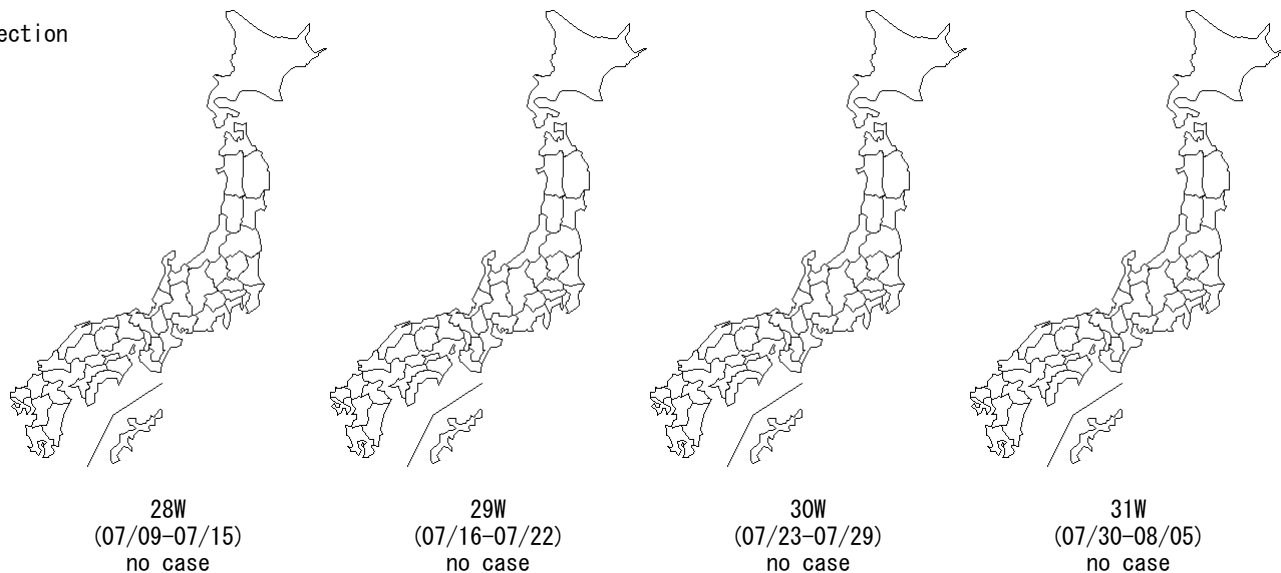 ection
28W
(07/09-07/15)
no case
29W
(07/16-07/22)
no case
30W
(07/23-07/29)
no case
31W
(07/30-08/05)
no case